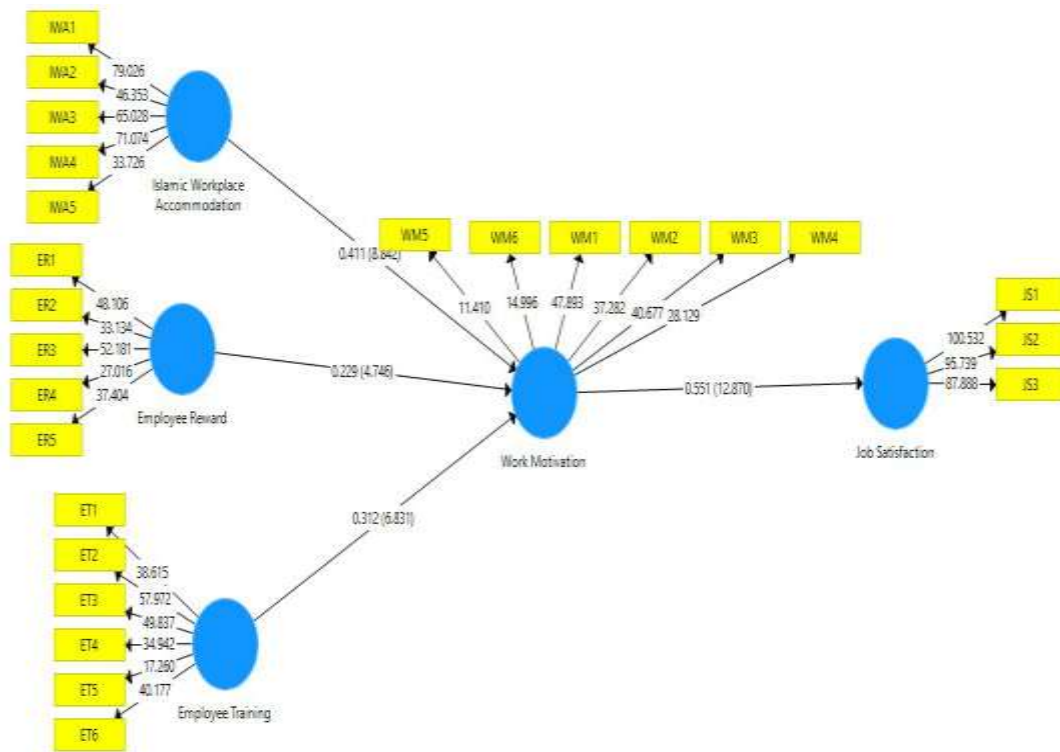 IWA1
IWA2
IWA3
IWA4
IWA5
79.026
46.353
65.028
71.074
33.726
Islamic Workplace
Accommodation
0.411 (8.842)
ER1
ER2
ER3
ER4
ER5
48.106
33.134
52.181
27.016
37.404
Employee Reward
0.229 (4.746)
ET1
ET2
ET3
ET4
ET5
ET6
38.615
57.972
49.837
34.942
17.260
40.177
Employee Training
0.312 (6.831)
WM5
WM6
WM1
WM2
WM3
WM4
11.410
14.996
47.893
37.282
40.677
28.129
Work Motivation
0.551 (12.870)
JS1
JS2
JS3
100.532
95.739
87.888
Job Satisfaction